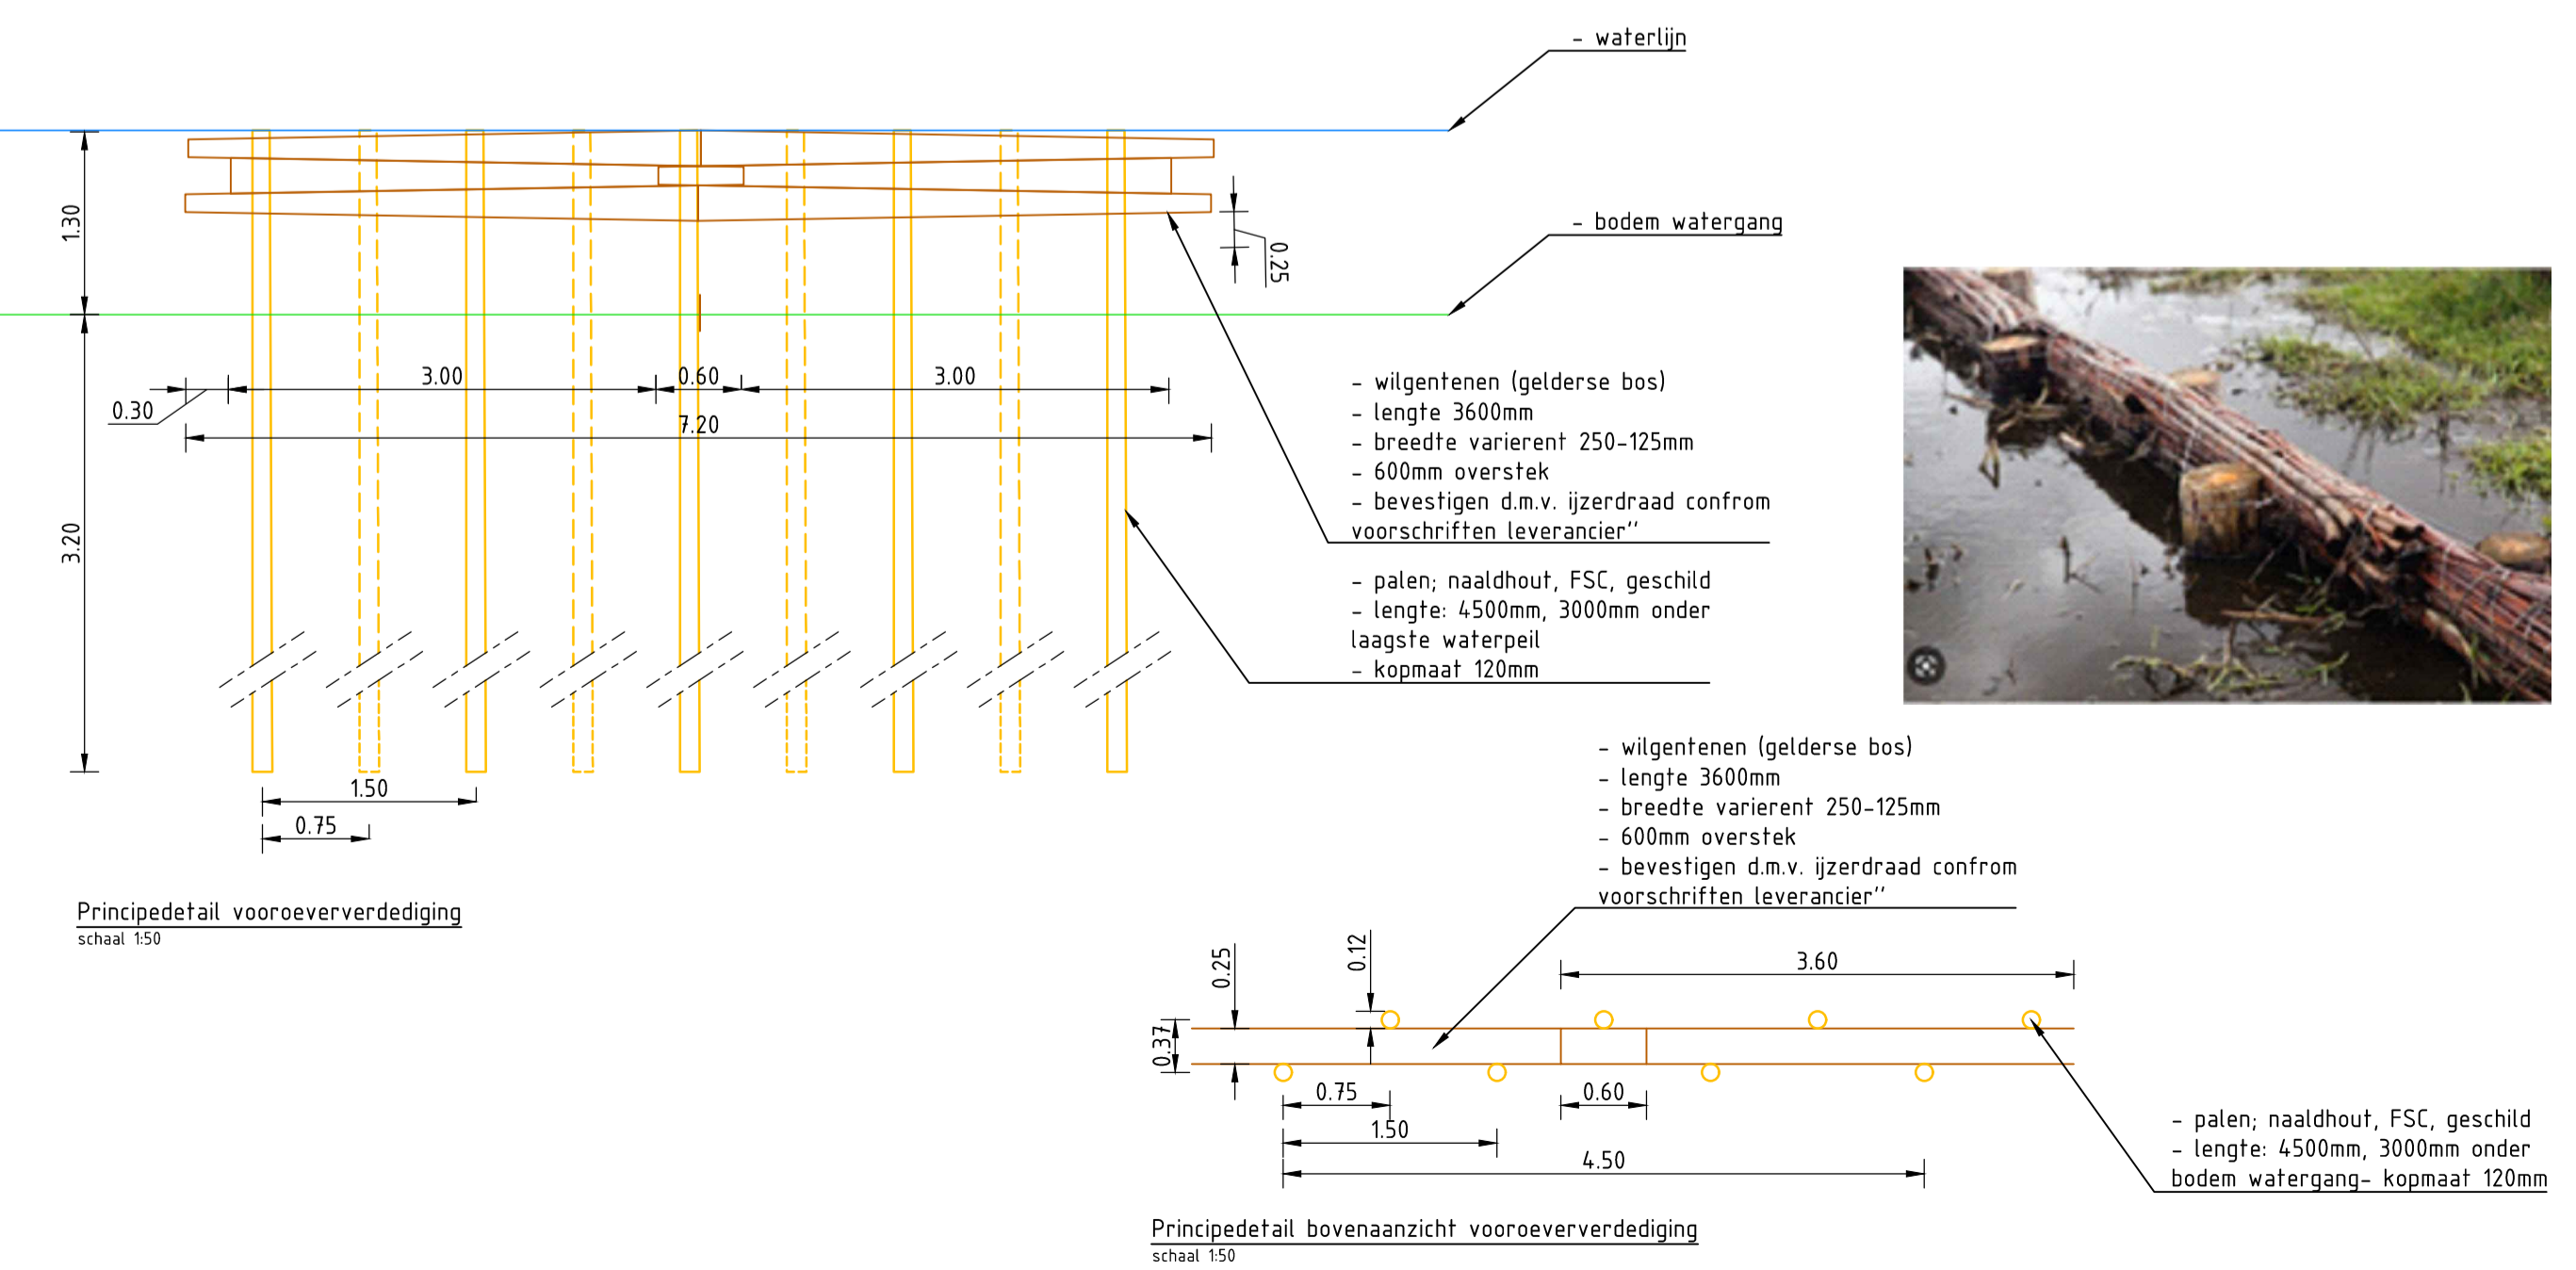 - waterlijn
- bodem watergang
1.30
0.25
3.00
0.60
3.00
0.30
7.20
3.20
- wilgentenen (gelderse bos)
- lengte 3600mm
- breedte varierent 250-125mm
- 600mm overstek
- bevestigen d.m.v. ijzerdraad confrom
voorschriften leverancier''
- palen; naaldhout, FSC, geschild
- lengte: 4500mm, 3000mm onder
laagste waterpeil
- kopmaat 120mm
1.50
0.75
Principedetail vooroeververdediging
schaal 1:50
- wilgentenen (gelderse bos)
- lengte 3600mm
- breedte varierent 250-125mm
- 600mm overstek
- bevestigen d.m.v. ijzerdraad confrom
voorschriften leverancier''
0.25
0.12
3.60
0.37
0.75
0.60
1.50
4.50
- palen; naaldhout, FSC, geschild
- lengte: 4500mm, 3000mm onder
bodem watergang- kopmaat 120mm
Principedetail bovenaanzicht vooroeververdediging
schaal 1:50